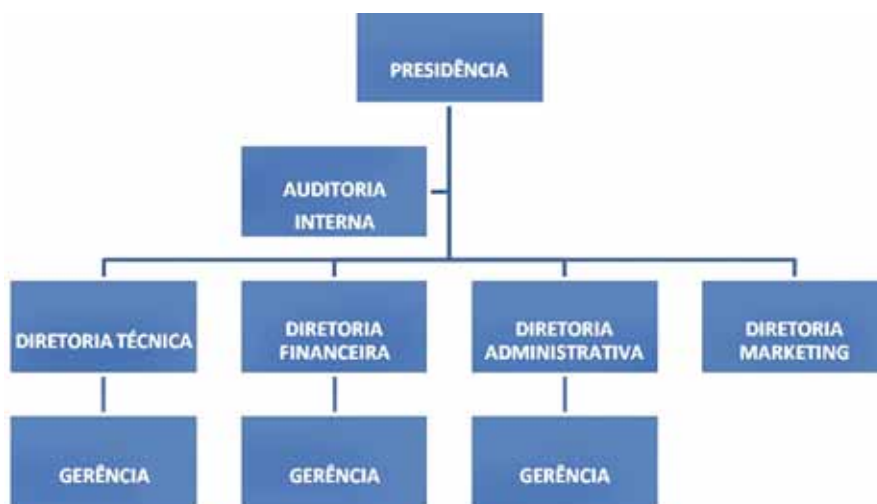 PRESIDÊNCIA
AUDITORIA
INTERNA
DIRETORIA TÉCNICA
DIRETORIA
FINANCEIRA
DIRETORIA
ADMINISTRATIVA
DIRETORIA
MARKETING
GERÊNCIA
GERÊNCIA
GERÊNCIA